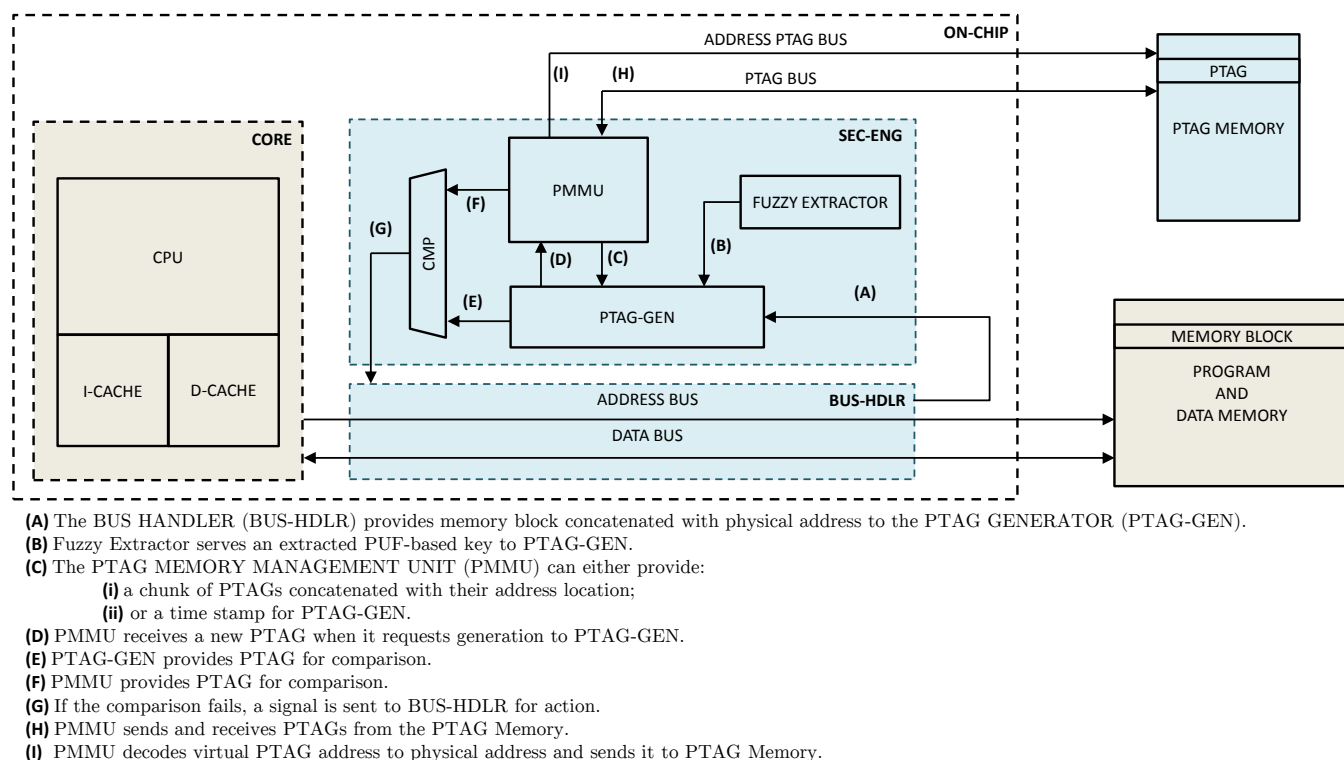 ON-CHIP
ADDRESS PTAG BUS
(I)
(H)
PTAG BUS
PTAG
PTAG MEMORY
CORE
SEC-ENG
CPU
I-CACHE
D-CACHE
PMMU
FUZZY EXTRACTOR
(F)
(G)
CMP
(D)
(C)
(B)
(E)
PTAG-GEN
(A)
MEMORY BLOCK
PROGRAM
AND
DATA MEMORY
ADDRESS BUS
BUS-HDLR
DATA BUS
(A) The BUS HANDLER (BUS-HDLR) provides memory block concatenated with physical address to the PTAG GENERATOR (PTAG-GEN).
(B) Fuzzy Extractor serves an extracted PUF-based key to PTAG-GEN.
(C) The PTAG MEMORY MANAGEMENT UNIT (PMMU) can either provide:
(i) a chunk of PTAGs concatenated with their address location;
(ii) or a time stamp for PTAG-GEN.
(D) PMMU receives a new PTAG when it requests generation to PTAG-GEN.
(E) PTAG-GEN provides PTAG for comparison.
(F) PMMU provides PTAG for comparison.
(G) If the comparison fails, a signal is sent to BUS-HDLR for action.
(H) PMMU sends and receives PTAGs from the PTAG Memory.
(I) PMMU decodes virtual PTAG address to physical address and sends it to PTAG Memory.